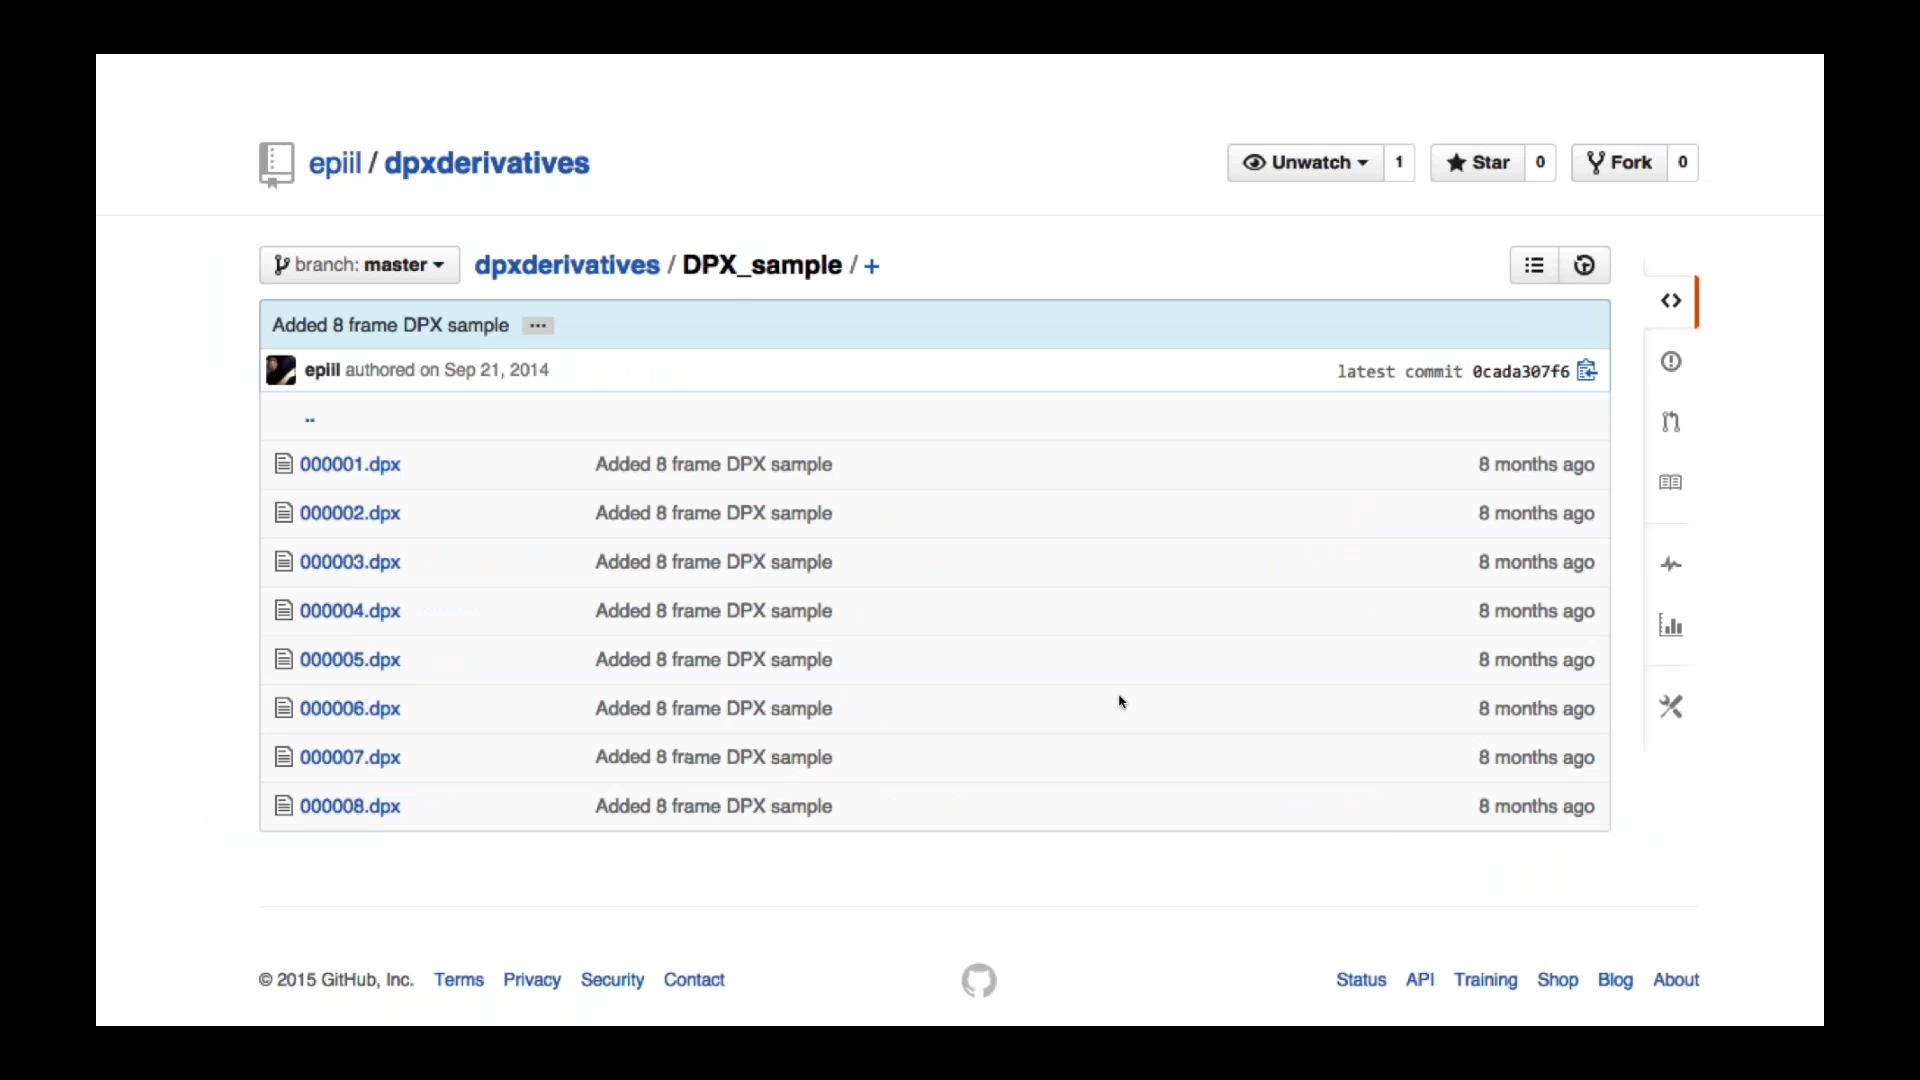 epiil / dpxderivatives
Unwatch 1 Star 0 Fork 0
branch: master dpxderivatives / DPX_sample / +
Added 8 frame DPX sample ...
epiil authored on Sep 21, 2014 latest commit 0cada307f6
..
000001.dpx Added 8 frame DPX sample 8 months ago
000002.dpx Added 8 frame DPX sample 8 months ago
000003.dpx Added 8 frame DPX sample 8 months ago
000004.dpx Added 8 frame DPX sample 8 months ago
000005.dpx Added 8 frame DPX sample 8 months ago
000006.dpx Added 8 frame DPX sample 8 months ago
000007.dpx Added 8 frame DPX sample 8 months ago
000008.dpx Added 8 frame DPX sample 8 months ago
© 2015 GitHub, Inc. Terms Privacy Security Contact Status API Training Shop Blog About